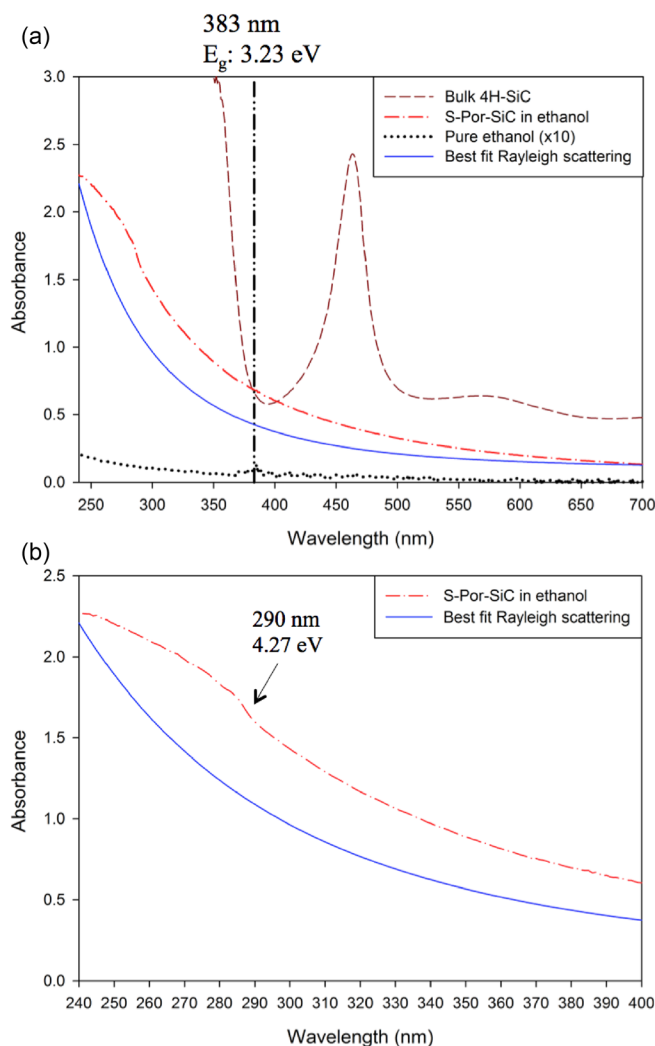 (a)
383 nm
Eg: 3.23 eV
3.0
2.5
2.0
1.5
1.0
0.5
0.0
Absorbance
Bulk 4H-SiC
S-Por-SiC in ethanol
Pure ethanol (x10)
Best fit Rayleigh scattering
250 300 350 400 450 500 550 600 650 700
Wavelength (nm)
(b)
2.5
2.0
1.5
1.0
0.5
0.0
Absorbance
S-Por-SiC in ethanol
Best fit Rayleigh scattering
290 nm
4.27 eV
240 250 260 270 280 290 300 310 320 330 340 350 360 370 380 390 400
Wavelength (nm)